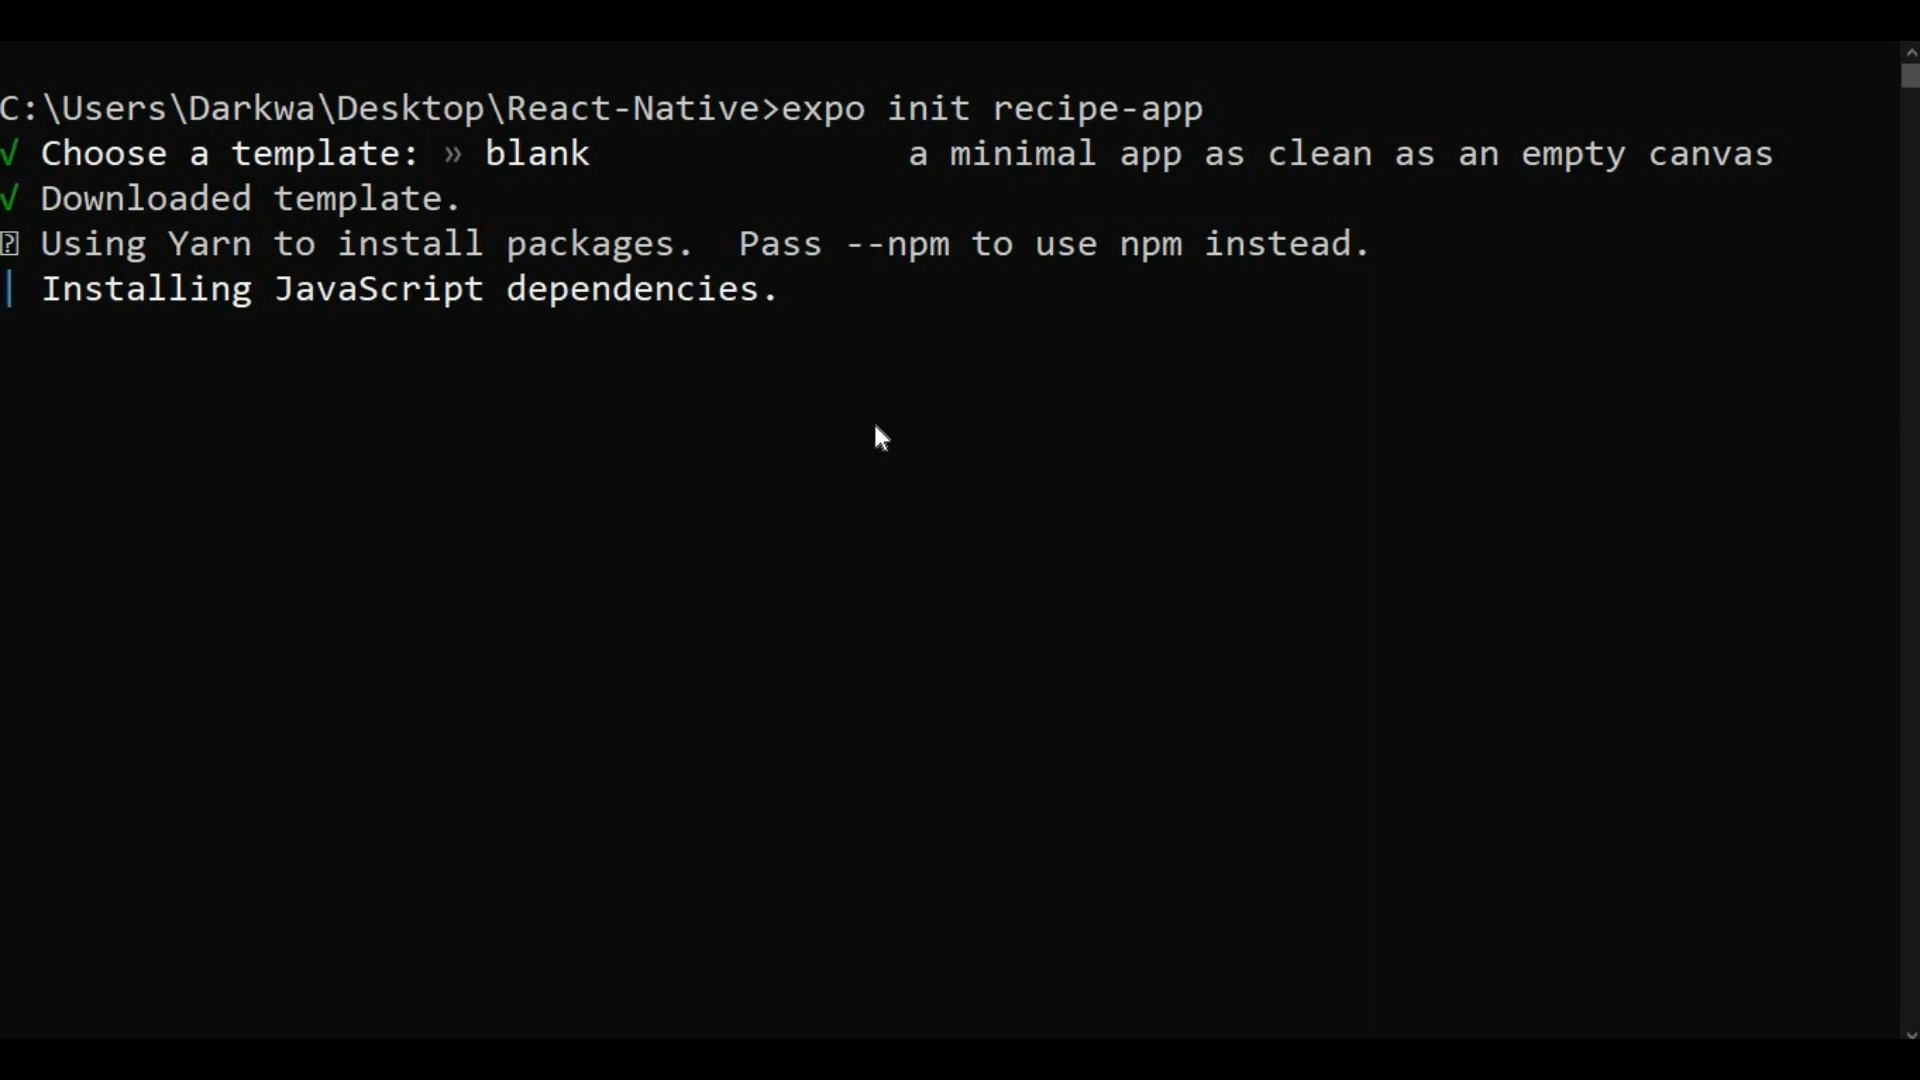 C:\Users\Darkwa\Desktop\React-Native>expo init recipe-app
√ Choose a template: » blank a minimal app as clean as an empty canvas
√ Downloaded template.
⍰ Using Yarn to install packages. Pass --npm to use npm instead.
| Installing JavaScript dependencies.